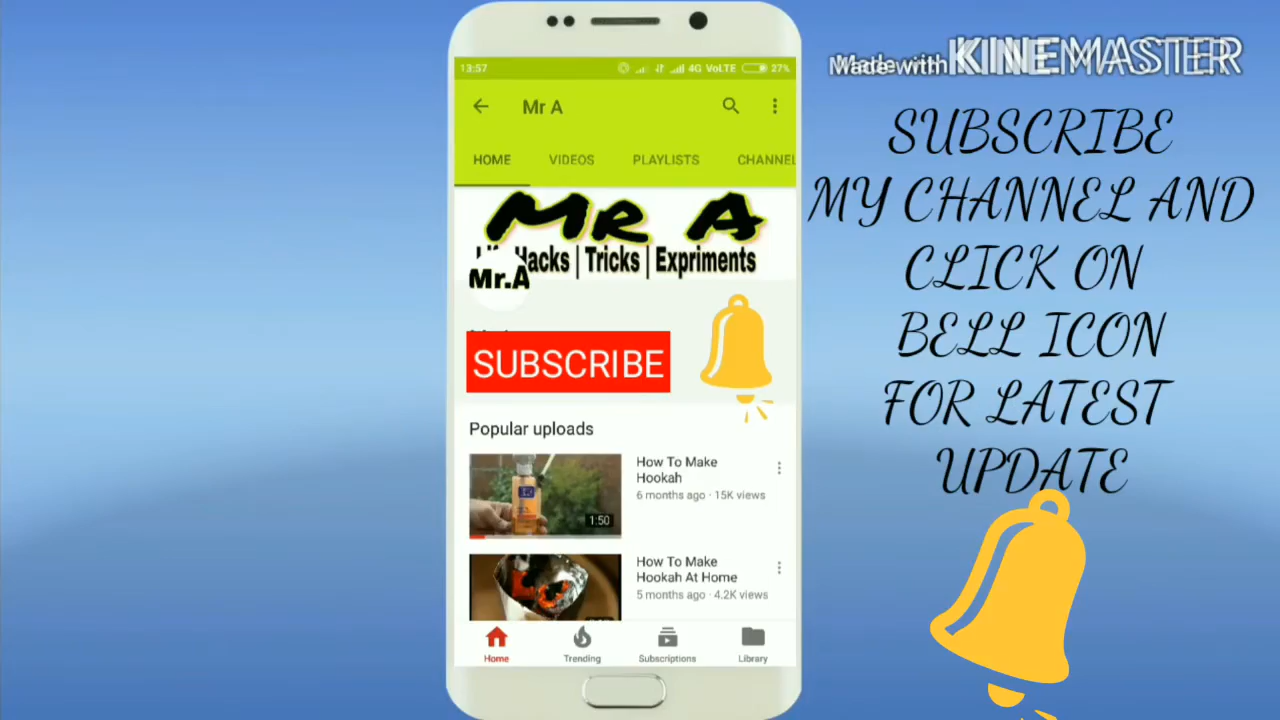 Made with KINEMASTER
SUBSCRIBE
MY CHANNEL AND
CLICK ON
BELL ICON
FOR LATEST
UPDATE
13:57
4G VoLTE 27%
Mr A
HOME VIDEOS PLAYLISTS CHANNEL
Mr A
Hacks | Tricks | Expriments
Mr.A
SUBSCRIBE
Popular uploads
How To Make
Hookah
6 months ago · 15K views
1:50
How To Make
Hookah At Home
5 months ago · 4.2K views
Home Trending Subscriptions Library